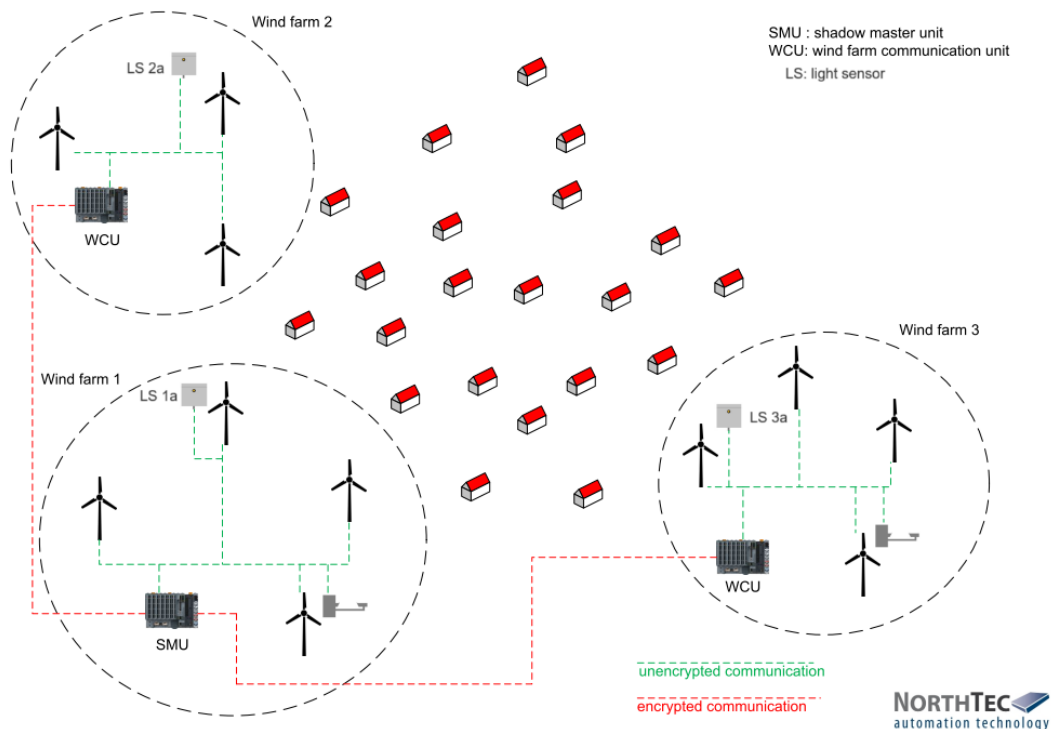 Wind farm 2
SMU : shadow master unit
WCU: wind farm communication unit
LS: light sensor
LS 2a
WCU
Wind farm 3
Wind farm 1
LS 1a
LS 3a
WCU
SMU
unencrypted communication
encrypted communication
NORTHTEC
automation technology